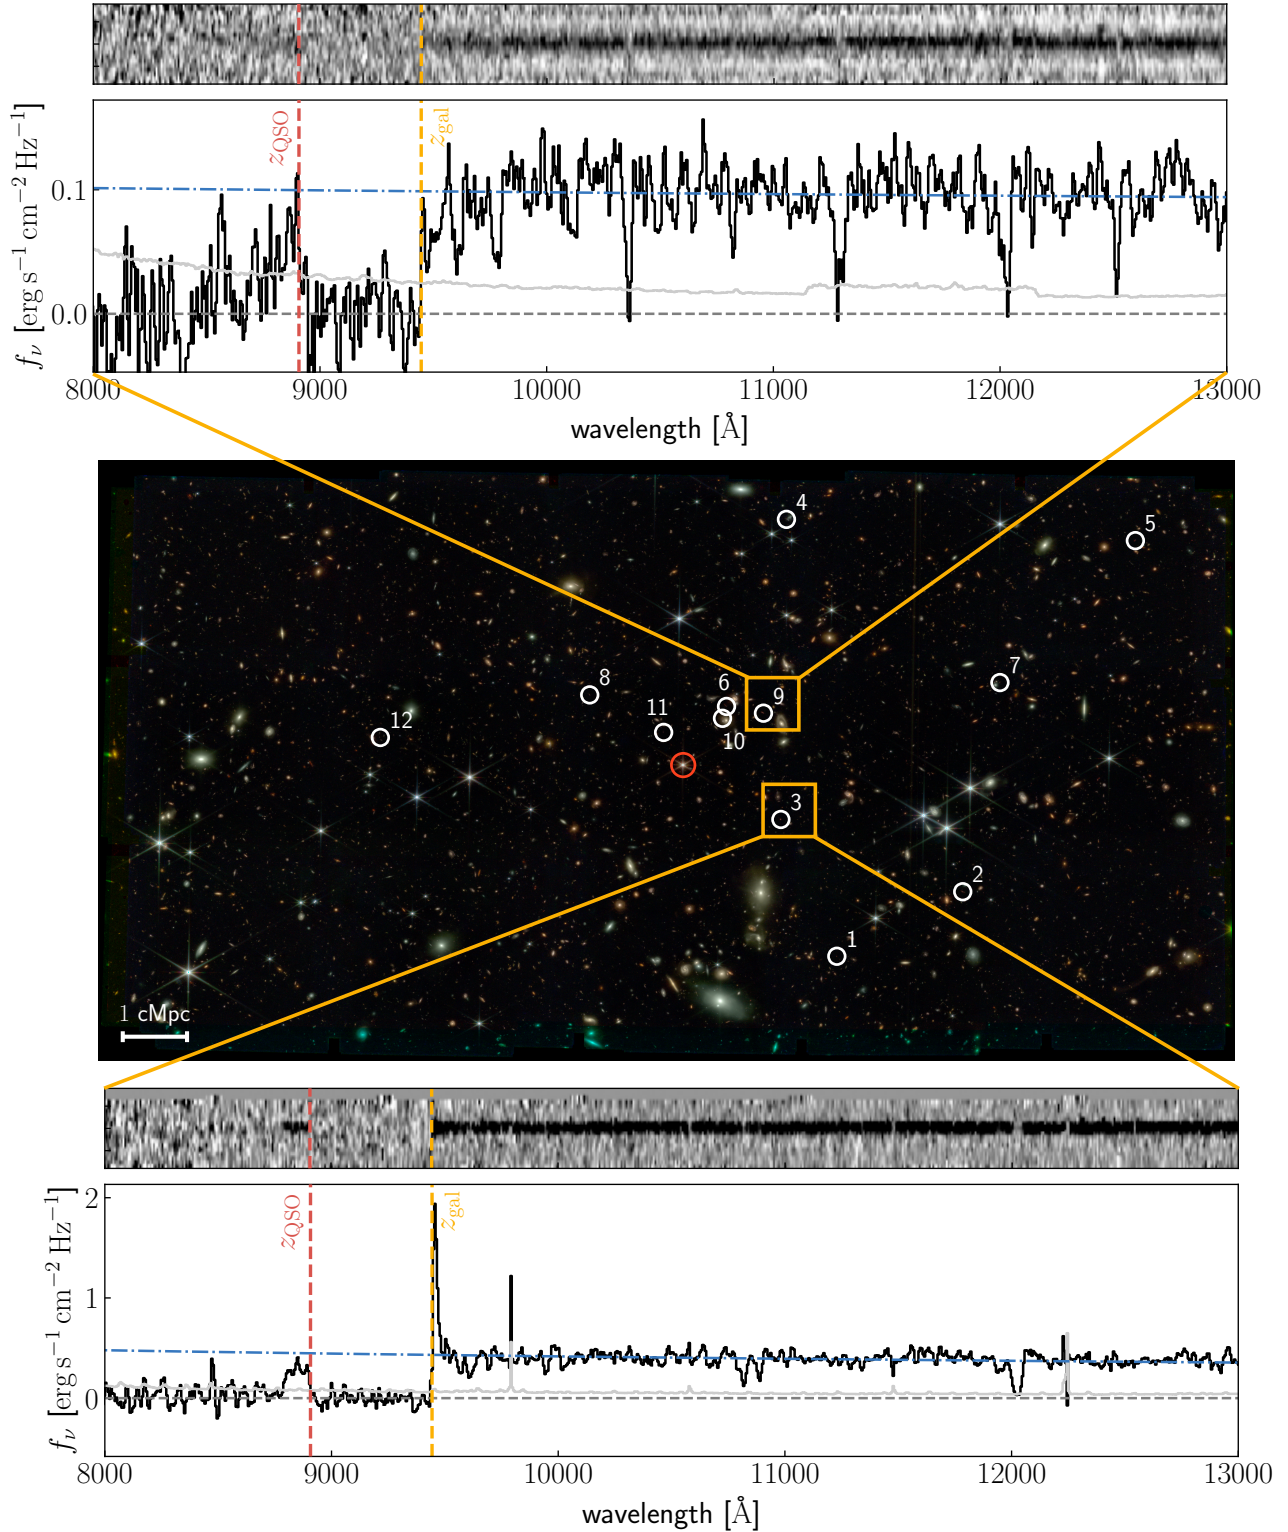 z_QSO
z_gal
0.1
0.0
f_ν [erg s⁻¹ cm⁻² Hz⁻¹]
8000 9000 10000 11000 12000 13000
wavelength [Å]
4
5
7
8
6
9
11
12
10
3
2
1
1 cMpc
z_QSO
z_gal
2
1
0
f_ν [erg s⁻¹ cm⁻² Hz⁻¹]
8000 9000 10000 11000 12000 13000
wavelength [Å]